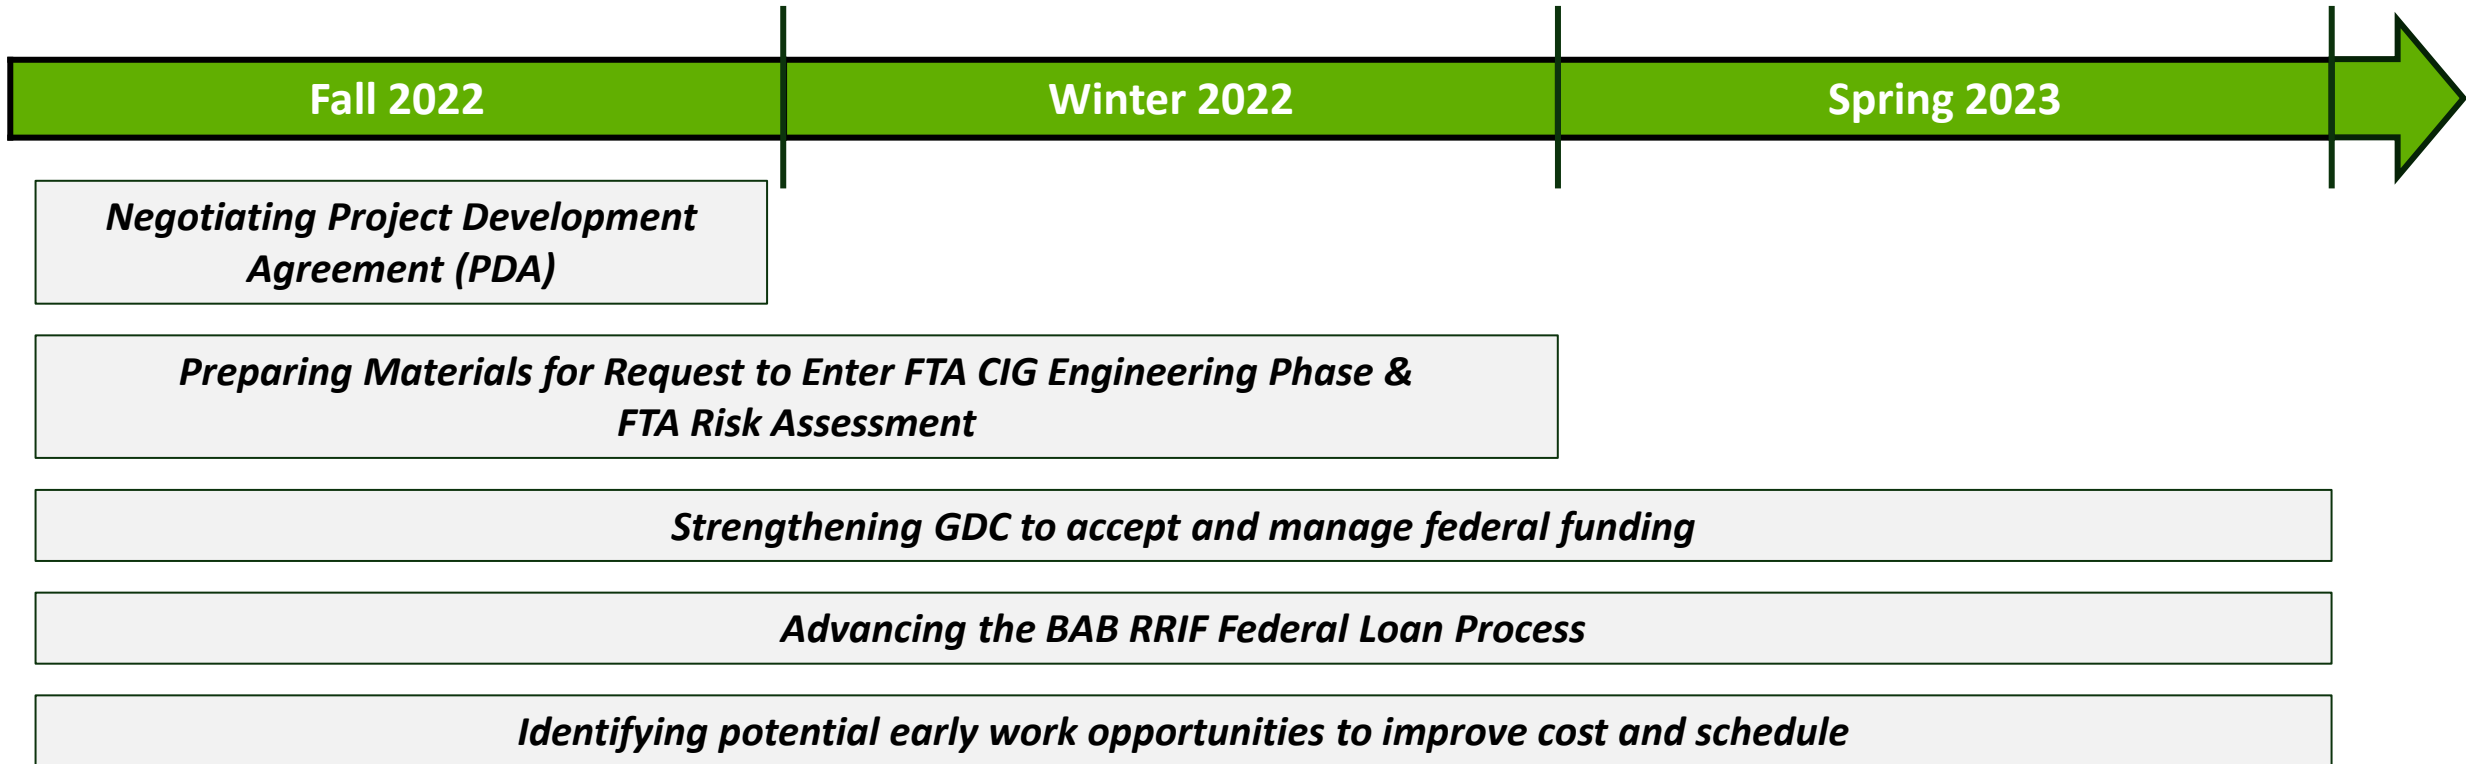 Fall 2022
Winter 2022
Spring 2023
Negotiating Project Development
Agreement (PDA)
Preparing Materials for Request to Enter FTA CIG Engineering Phase &
FTA Risk Assessment
Strengthening GDC to accept and manage federal funding
Advancing the BAB RRIF Federal Loan Process
Identifying potential early work opportunities to improve cost and schedule